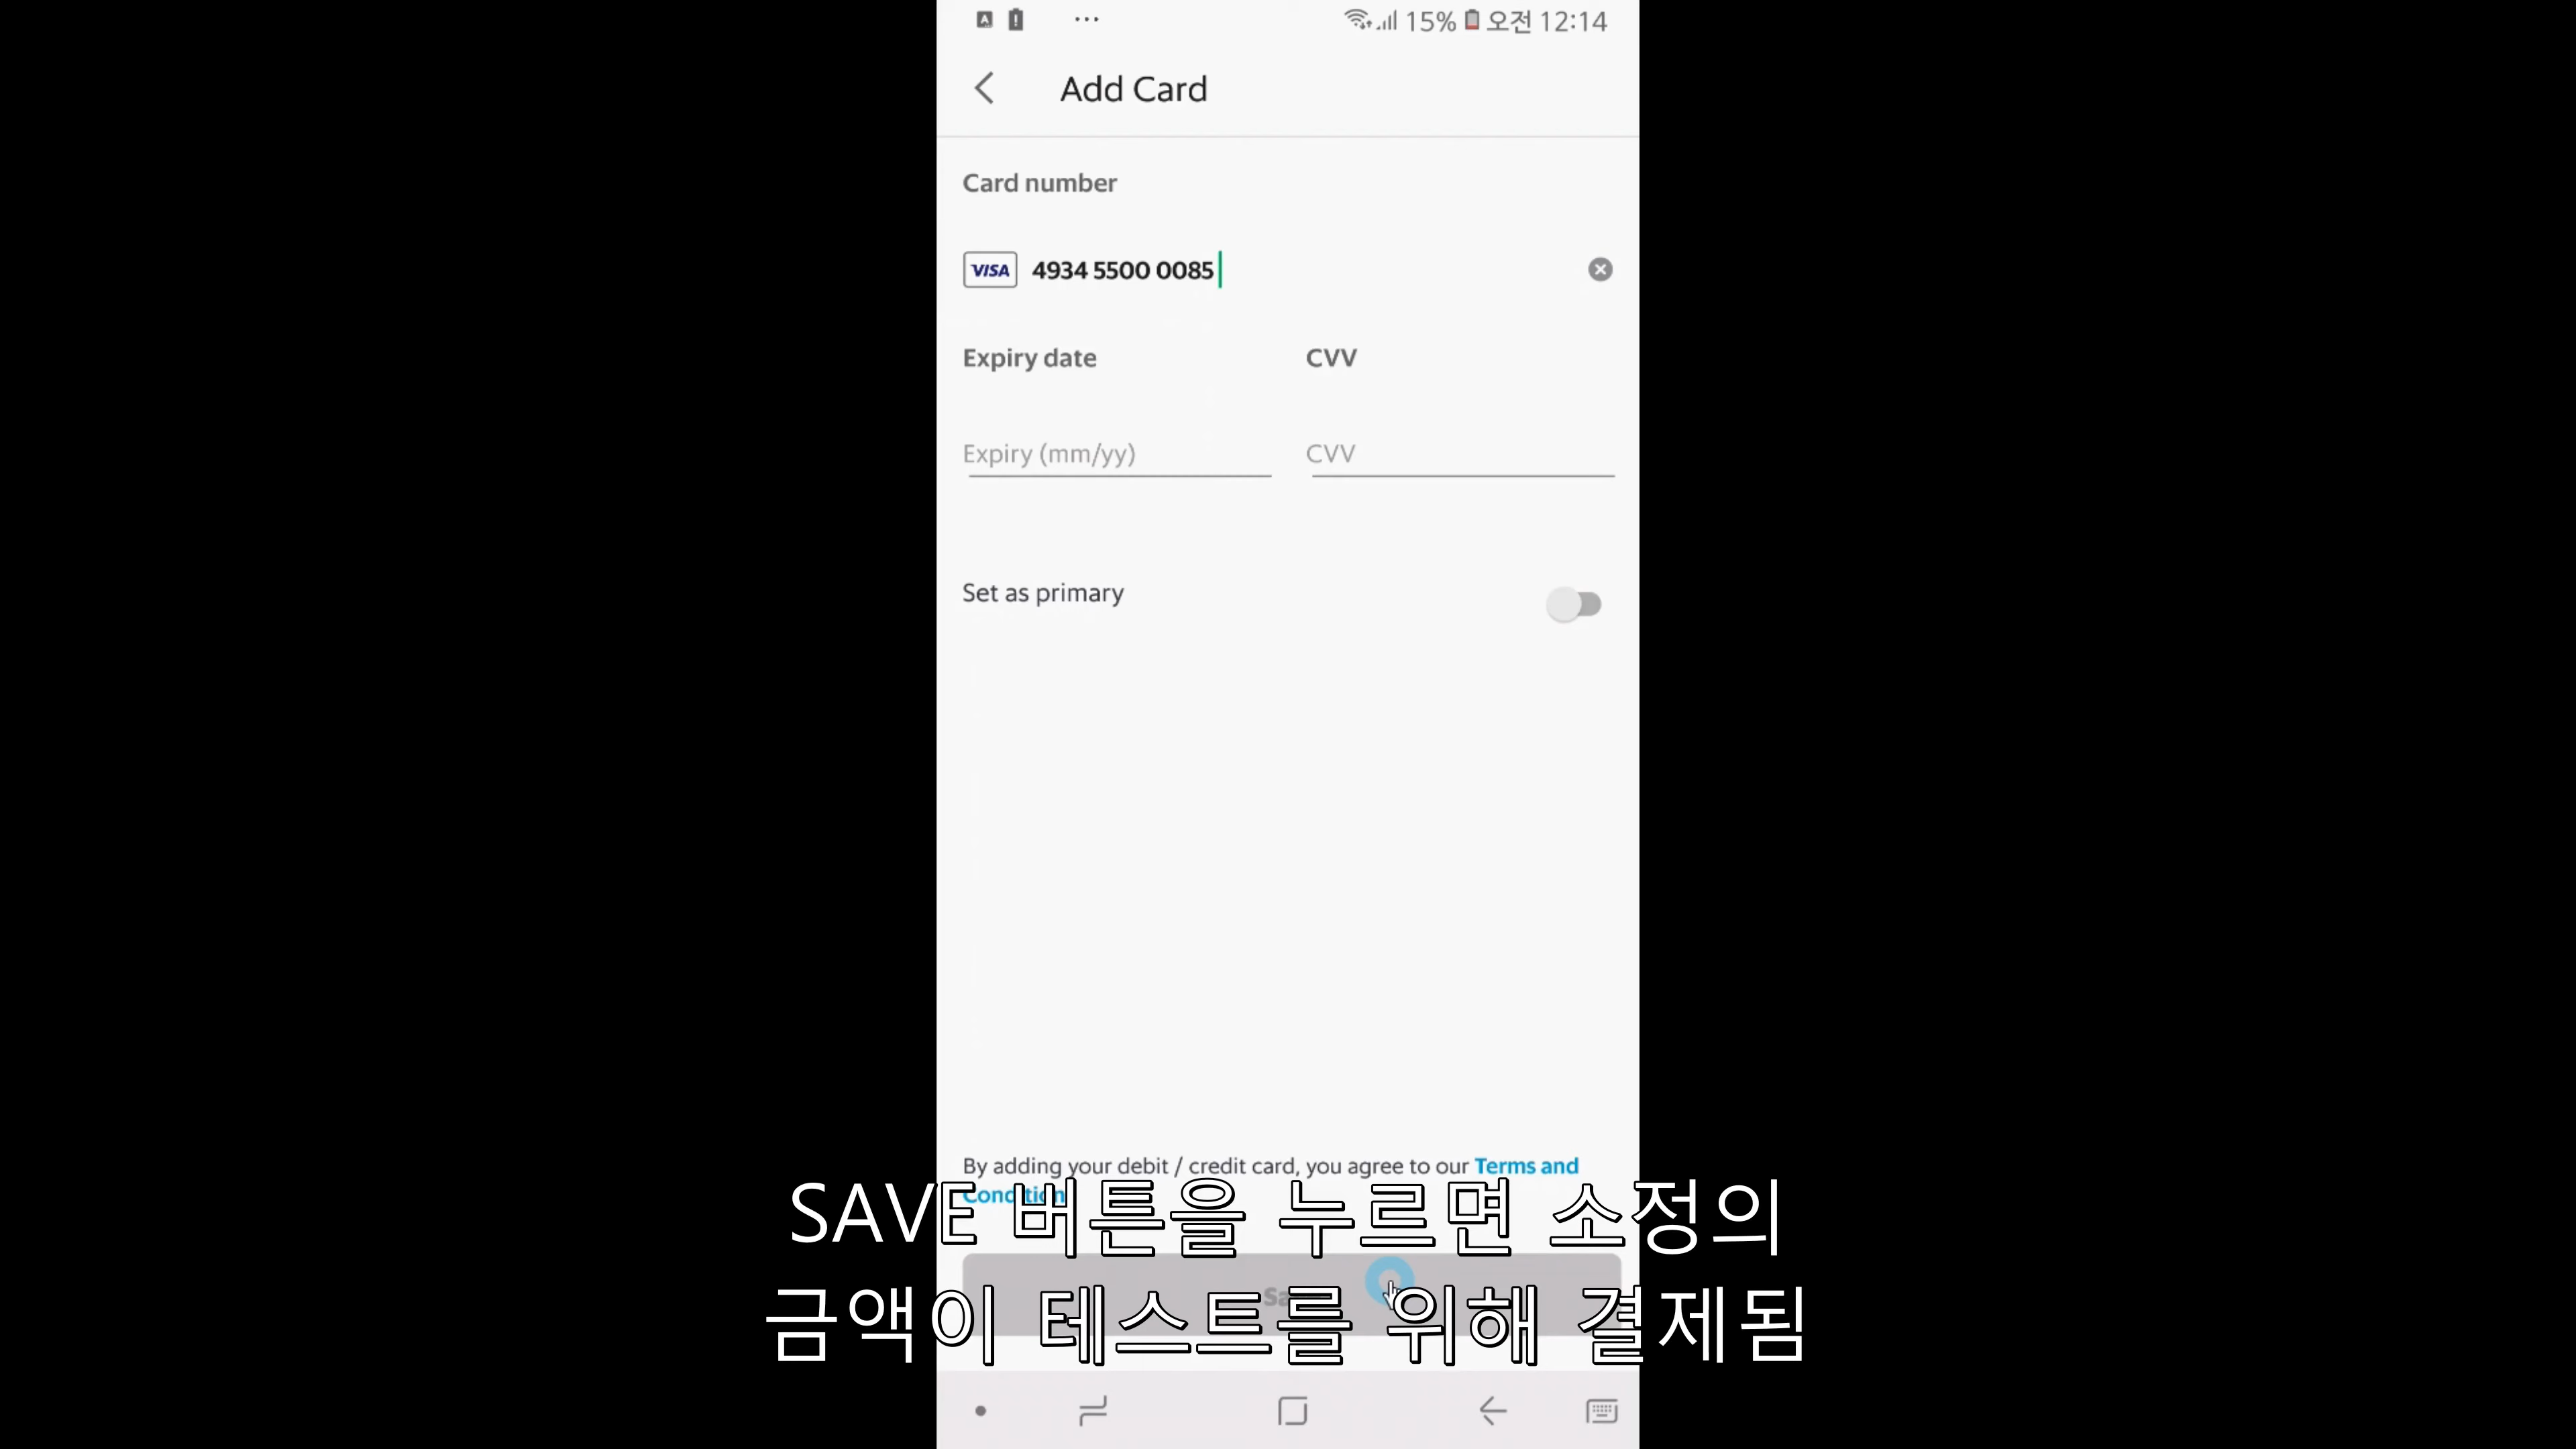 15% 오전 12:14
Add Card
Card number
VISA 4934 5500 0085
Expiry date CVV
Expiry (mm/yy) CVV
Set as primary
By adding your debit / credit card, you agree to our Terms and
Condition
SAVE 버튼을 누르면 소정의
금액이 테스트를 위해 결제됨